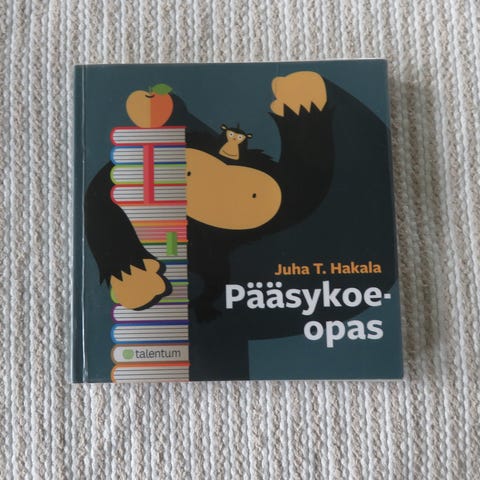 Juha T. Hakala
Pääsykoe-
opas
talentum